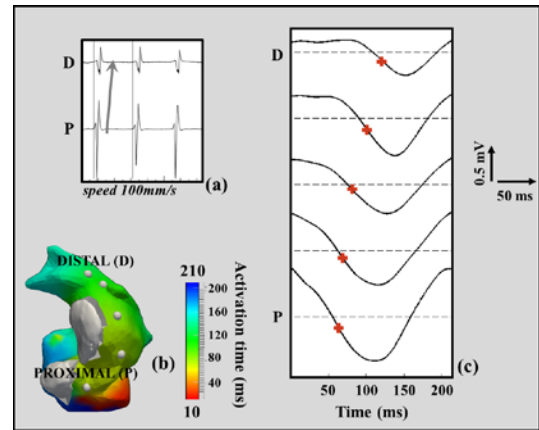 D
P
speed 100mm/s
(a)
DISTAL (D)
PROXIMAL (P)
(b)
210
200
160
120
80
40
10
Activation time (ms)
D
P
(c)
0
50
100
150
200
Time (ms)
0.5 mV
50 ms